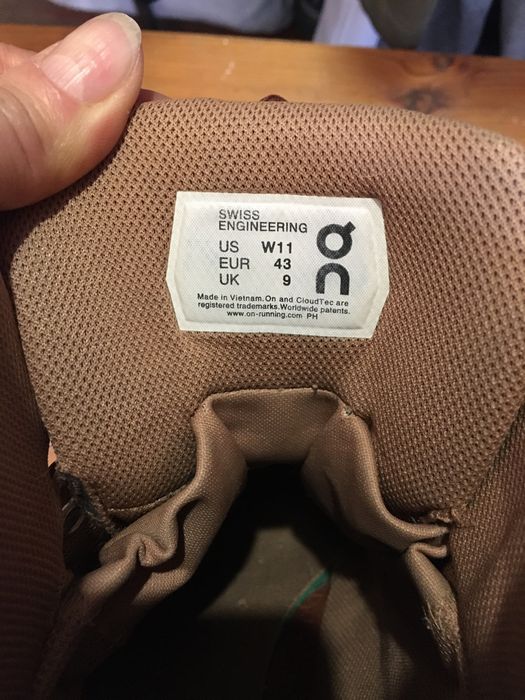 SWISS
ENGINEERING
US W11
EUR 43
UK 9
On
Made in Vietnam. On and CloudTec are
registered trademarks. Worldwide patents.
www.on-running.com PH